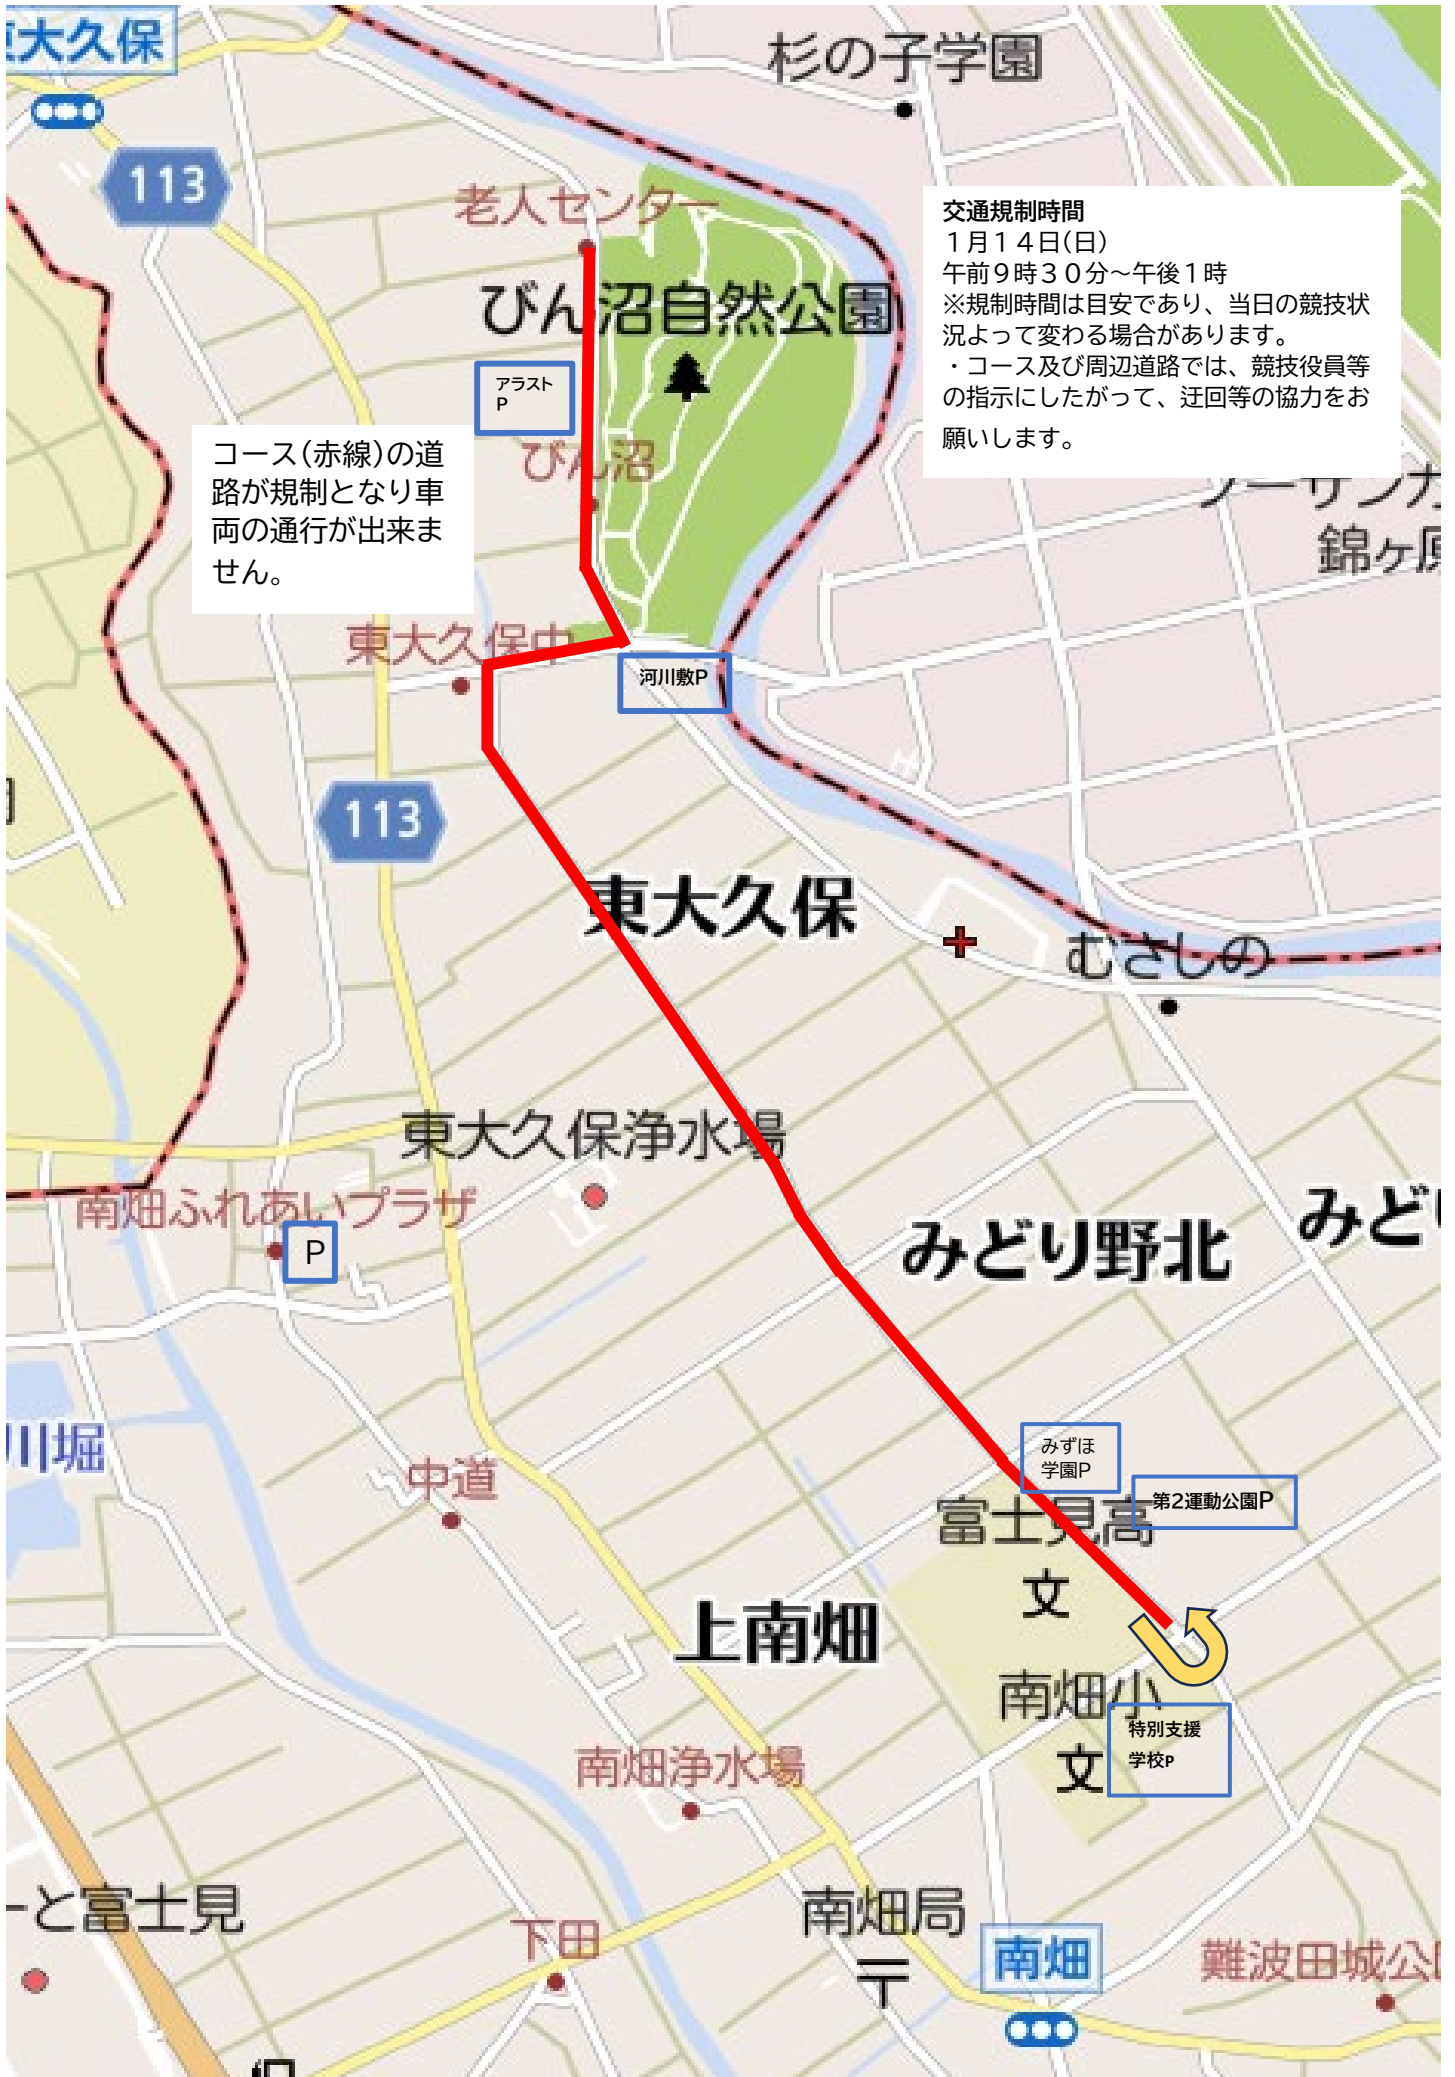 東大久保
杉の子学園
113
老人センター
交通規制時間
1月14日(日)
午前9時30分～午後1時
※規制時間は目安であり、当日の競技状
況よって変わる場合があります。
・コース及び周辺道路では、競技役員等
の指示にしたがって、迂回等の協力をお
願いします。
びん沼自然公園
アラスト
P
コース(赤線)の道
路が規制となり車
両の通行が出来ま
せん。
びん沼
錦ヶ原
東大久保中
河川敷P
113
東大久保
むさしの
東大久保浄水場
南畑ふれあいプラザ
P
みどり野北
みどり
川堀
中道
みずほ
学園P
第2運動公園P
富士見高
文
上南畑
南畑小
文
特別支援
学校P
南畑浄水場
ーと富士見
下田
南畑局
〒
南畑
難波田城公園